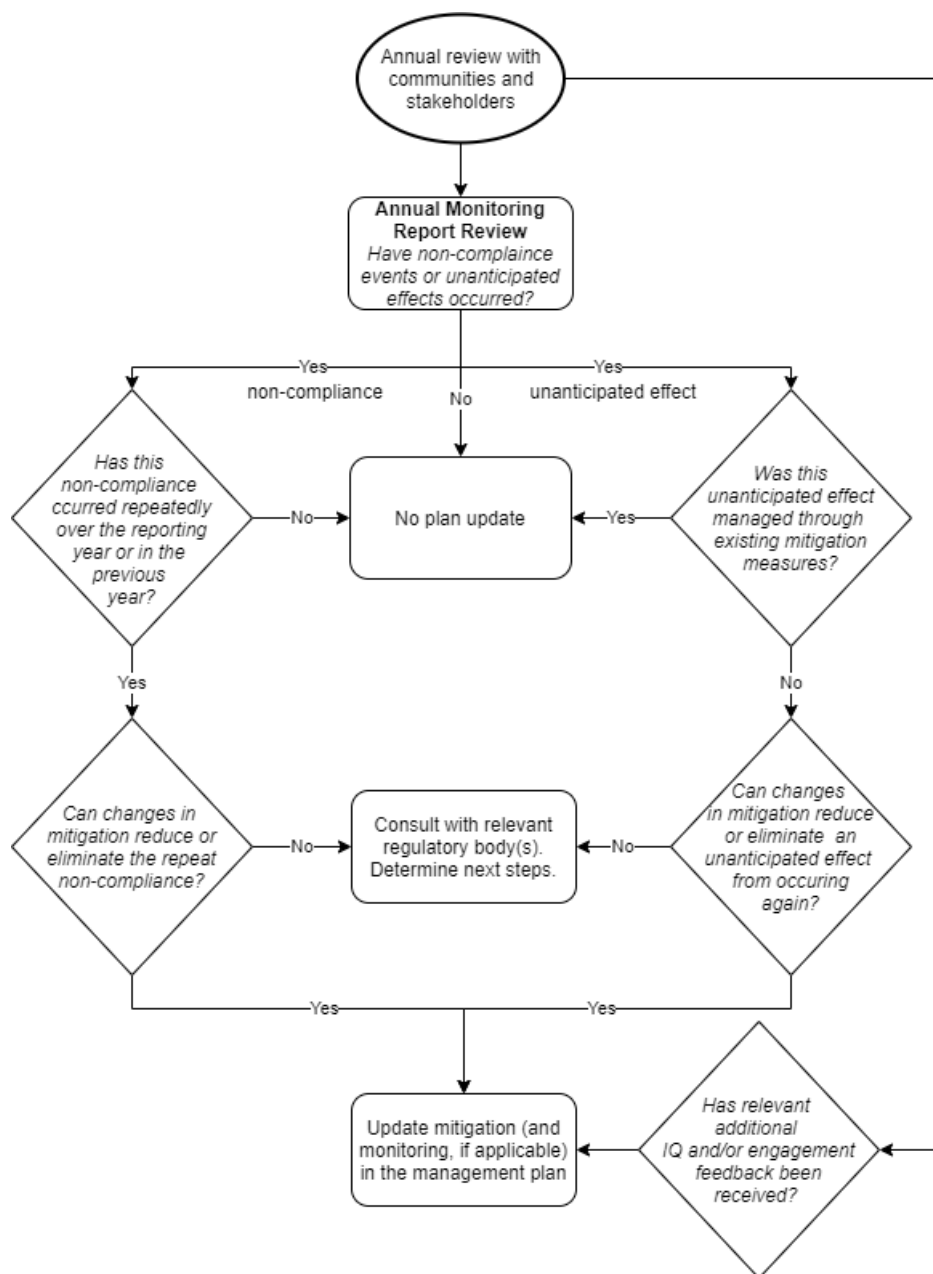 Annual review with
communities and
stakeholders
Annual Monitoring
Report Review
Have non-complaince
events or unanticipated
effects occurred?
Yes
non-compliance
No
Yes
unanticipated effect
Has this
non-compliance
ccurred repeatedly
over the reporting
year or in the
previous
year?
No
No plan update
Yes
Was this
unanticipated effect
managed through
existing mitigation
measures?
Yes
No
Can changes in
mitigation reduce or
eliminate the repeat
non-compliance?
No
Consult with relevant
regulatory body(s).
Determine next steps.
No
Can changes
in mitigation reduce
or eliminate an
unanticipated effect
from occuring
again?
Yes
Yes
Update mitigation (and
monitoring, if applicable)
in the management plan
Has relevant
additional
IQ and/or engagement
feedback been
received?